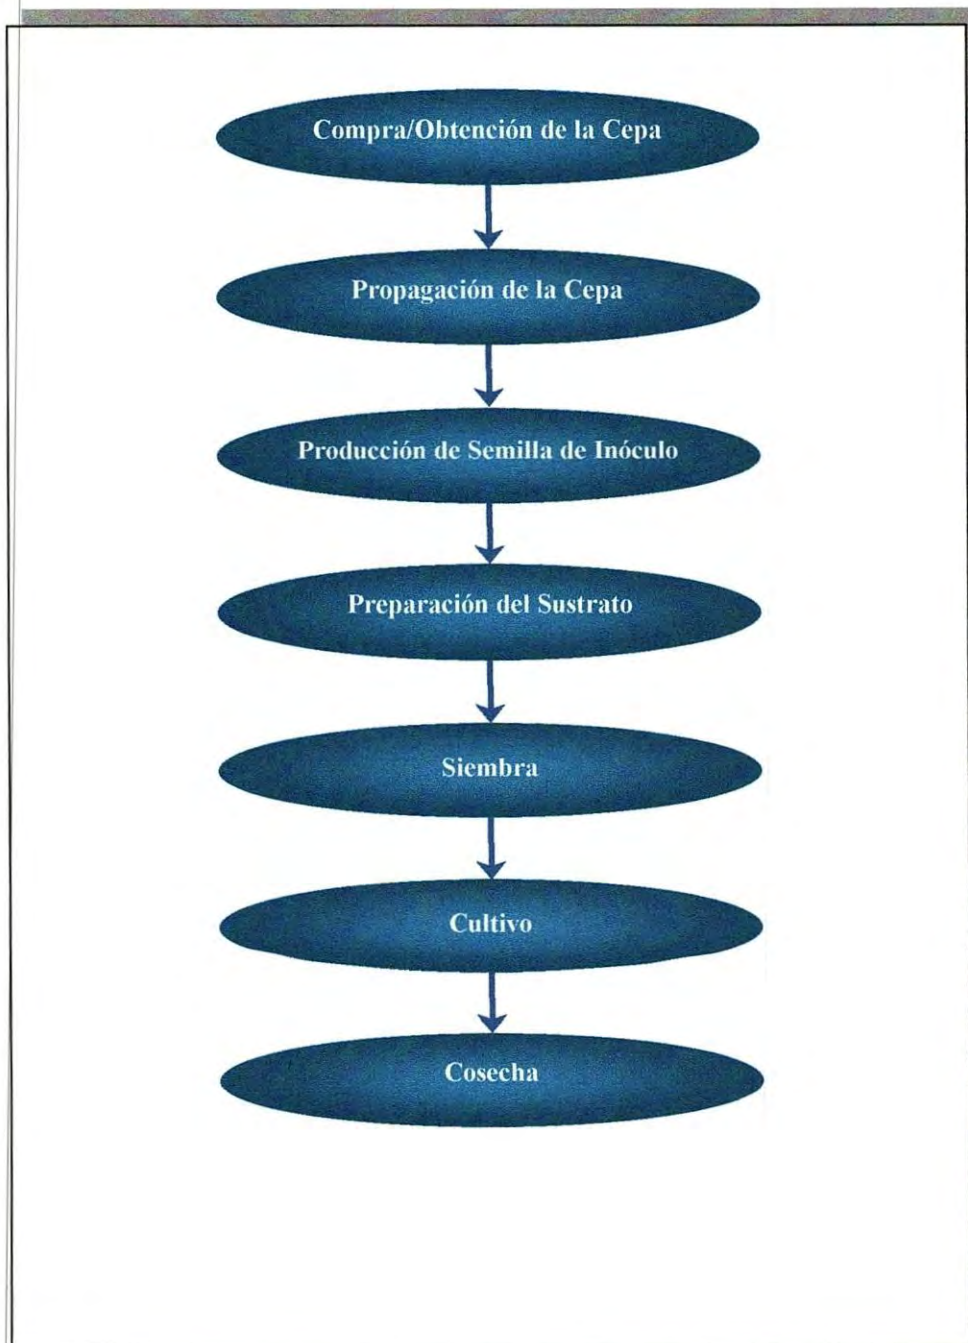 Compra/Obtención de la Cepa
Propagación de la Cepa
Producción de Semilla de Inóculo
Preparación del Sustrato
Siembra
Cultivo
Cosecha